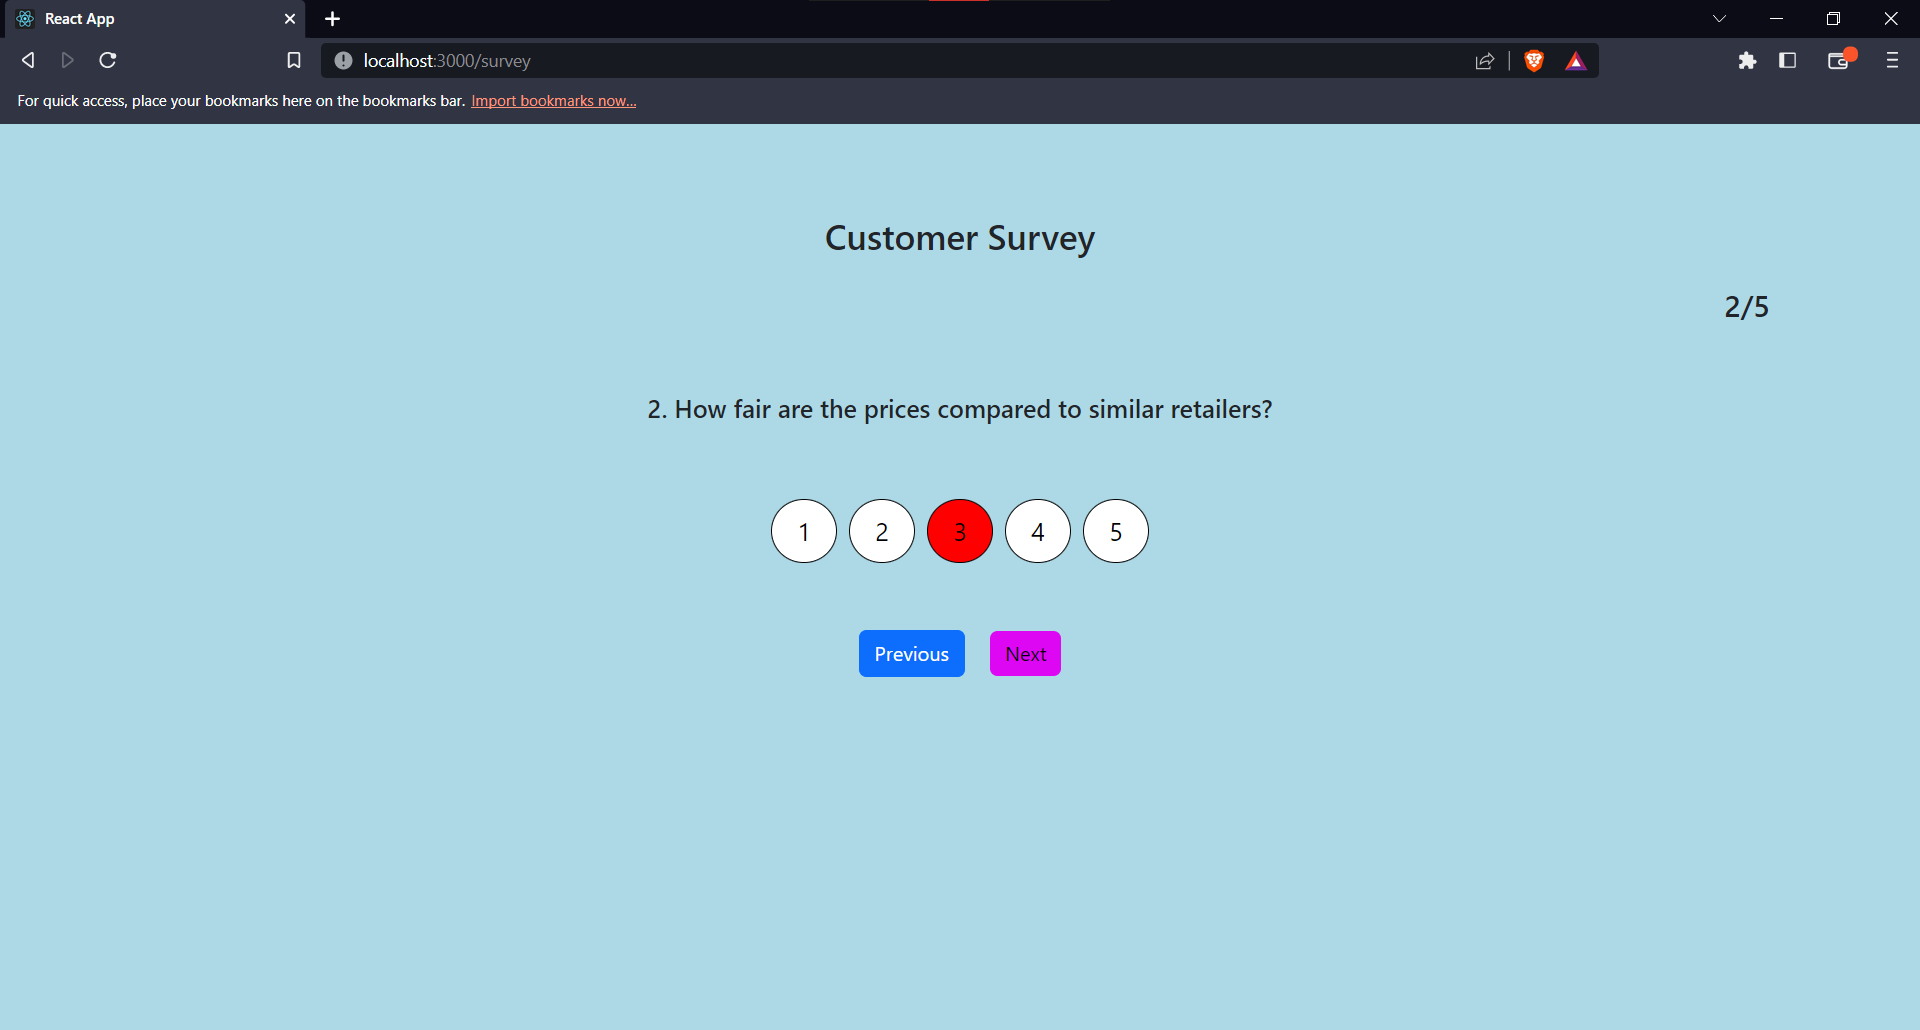 React App
localhost:3000/survey
For quick access, place your bookmarks here on the bookmarks bar. Import bookmarks now...
Customer Survey
2/5
2. How fair are the prices compared to similar retailers?
1 2 3 4 5
Previous Next